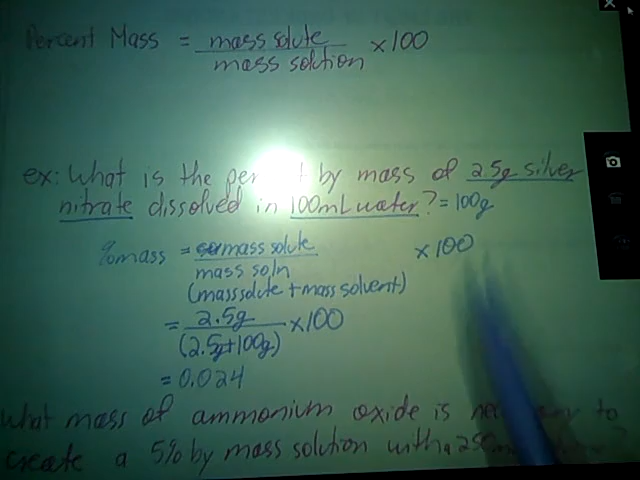 Percent Mass = mass solute / mass solution × 100
ex: What is the by mass of 2.5g silver
nitrate dissolved in 100mL water? = 100g
% mass = mass solute / mass soln × 100
(mass solute + mass solvent)
= 2.5g / (2.5g + 100g) × 100
= 0.024
What mass of ammonium oxide is to
create a 5% by mass solution with a